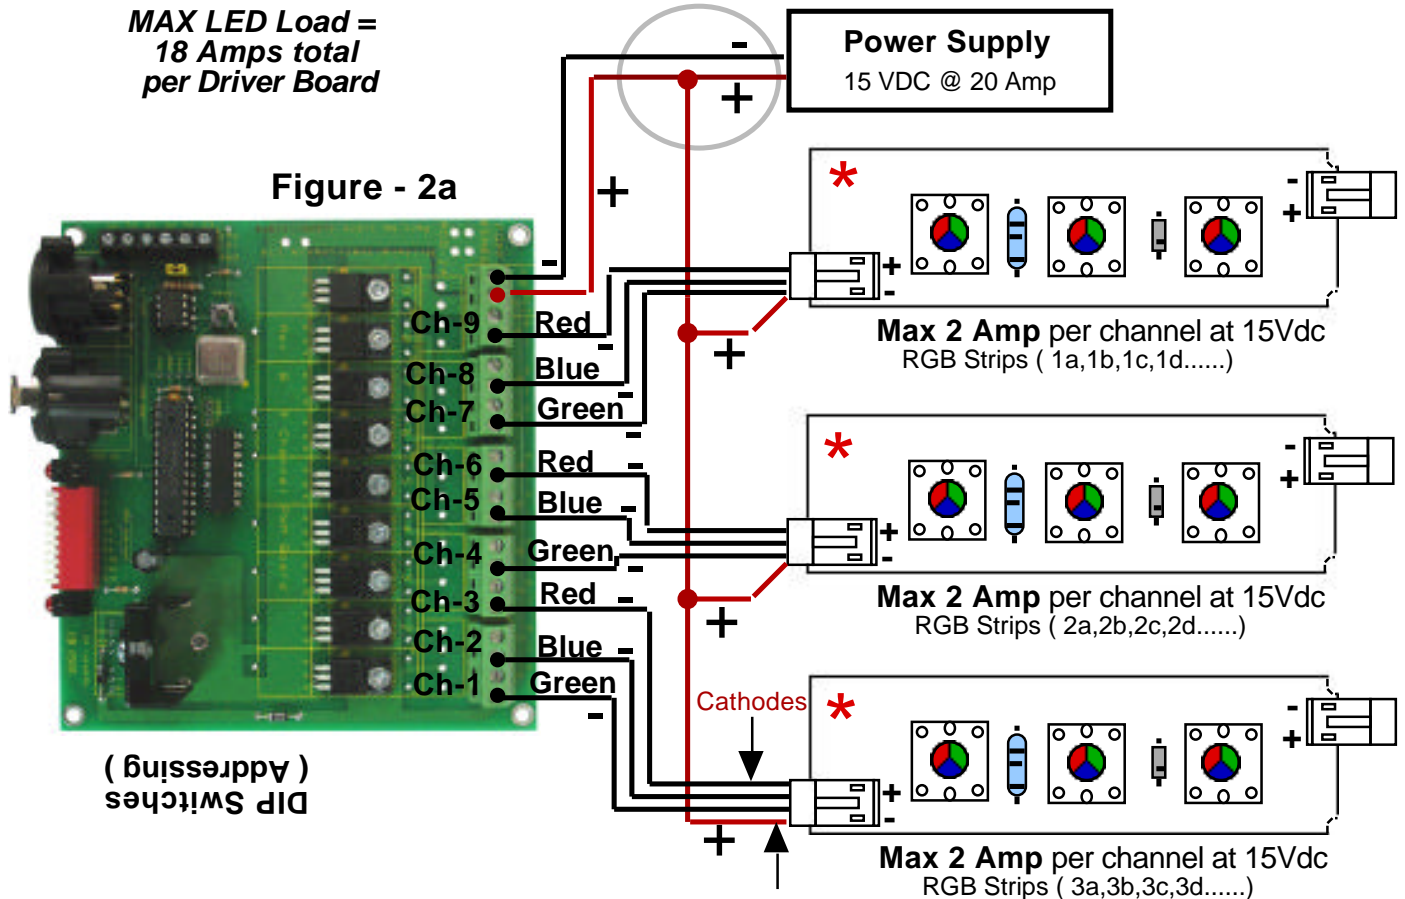 MAX LED Load =
18 Amps total
per Driver Board
-
+
Power Supply
15 VDC @ 20 Amp
Figure - 2a
+
-
*
-
+
+
-
Ch-9 Red
-
Ch-8 Blue
-
Ch-7 Green
-
+
Max 2 Amp per channel at 15Vdc
RGB Strips ( 1a,1b,1c,1d......)
*
-
+
Ch-6 Red
-
Ch-5 Blue
-
+
-
Ch-4 Green
-
Ch-3 Red
-
+
Max 2 Amp per channel at 15Vdc
RGB Strips ( 2a,2b,2c,2d......)
Ch-2 Blue
-
Ch-1 Green
-
Cathodes
*
-
+
+
-
+
DIP Switches
( Addressing )
Max 2 Amp per channel at 15Vdc
RGB Strips ( 3a,3b,3c,3d......)